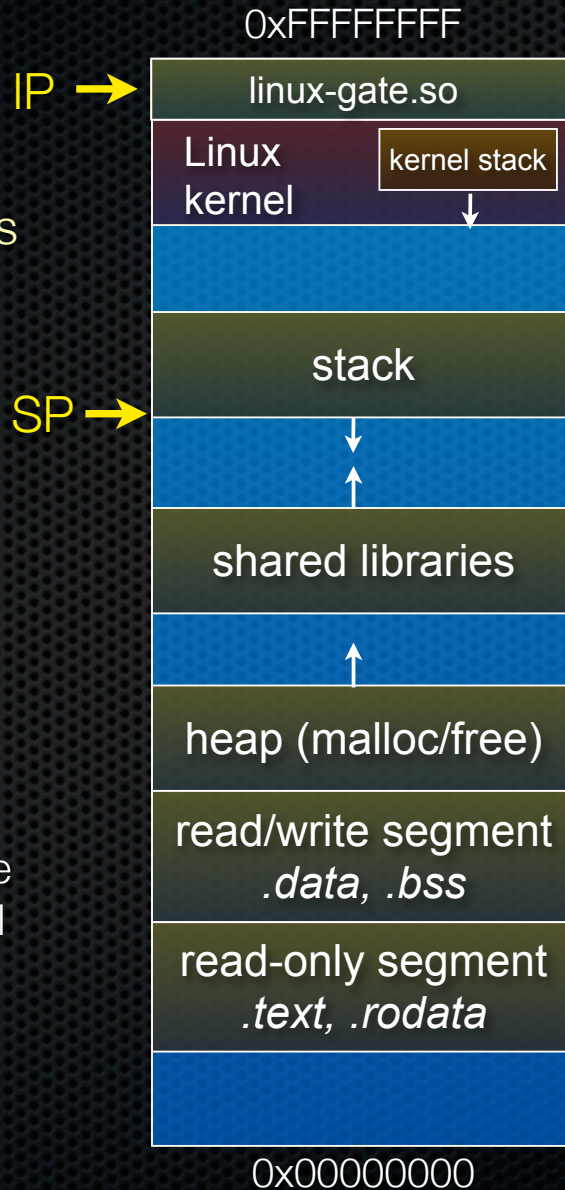 0xFFFFFFFF
IP
linux-gate.so
Linux
kernel
kernel stack
s
stack
SP
shared libraries
heap (malloc/free)
read/write segment
.data, .bss
e
read-only segment
.text, .rodata
0x00000000